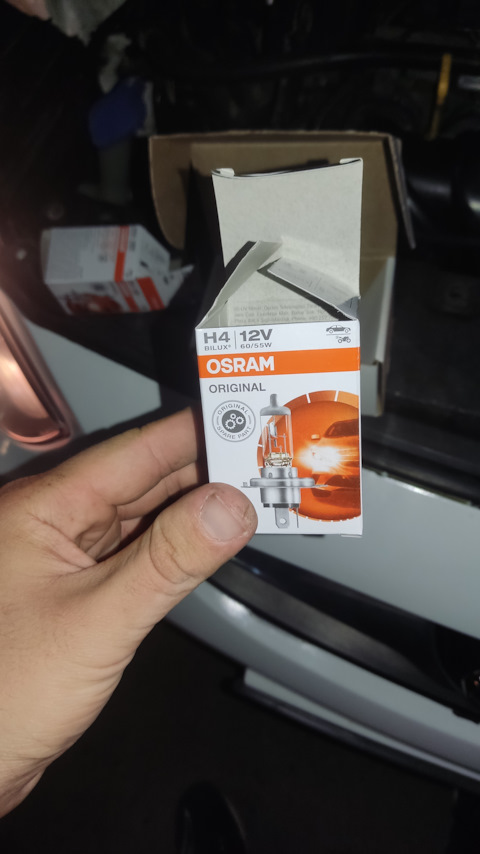 H4 | 12V
BILUX® 60/55W
OSRAM
ORIGINAL
ORIGINAL
SPARE PART